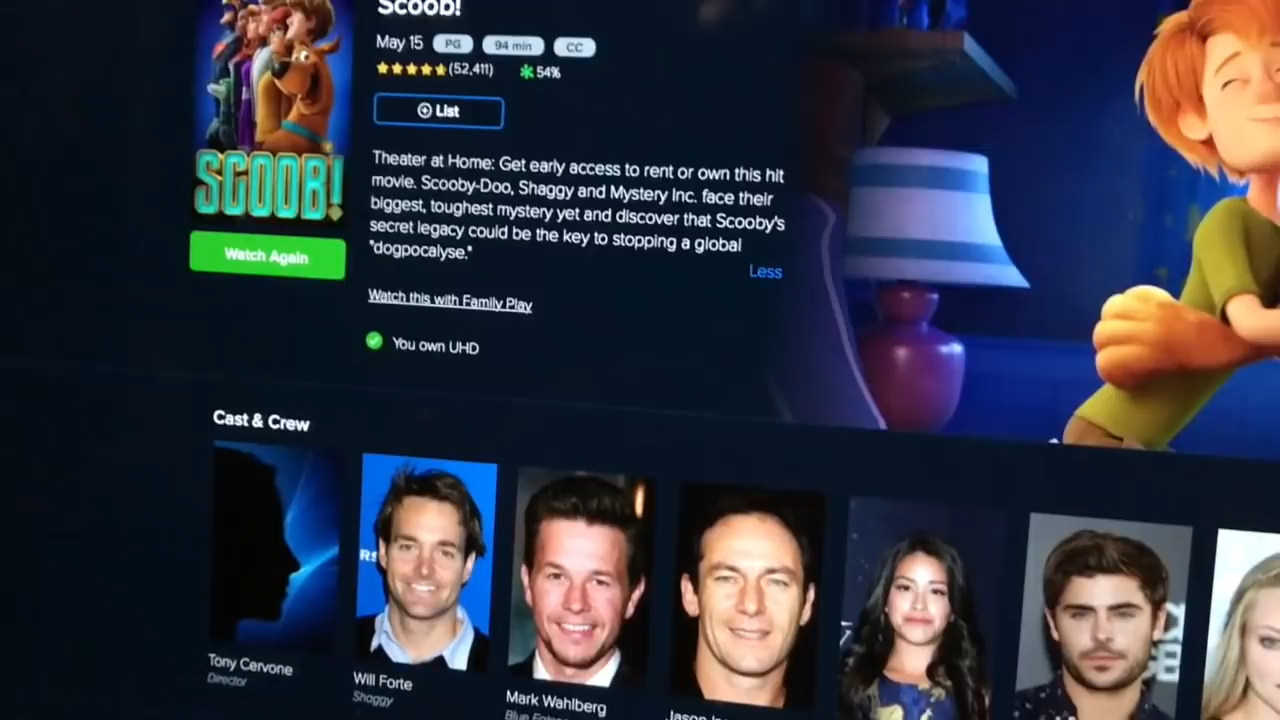 Scoob!
May 15 PG 94 min CC
(52,411) 54%
List
Theater at Home: Get early access to rent or own this hit
movie. Scooby-Doo, Shaggy and Mystery Inc. face their
biggest, toughest mystery yet and discover that Scooby's
secret legacy could be the key to stopping a global
"dogpocalyse."
Less
SCOOB!
Watch Again
Watch this with Family Play
You own UHD
Cast & Crew
Tony Cervone
Director
Will Forte
Shaggy
Mark Wahlberg
Blue
Jason